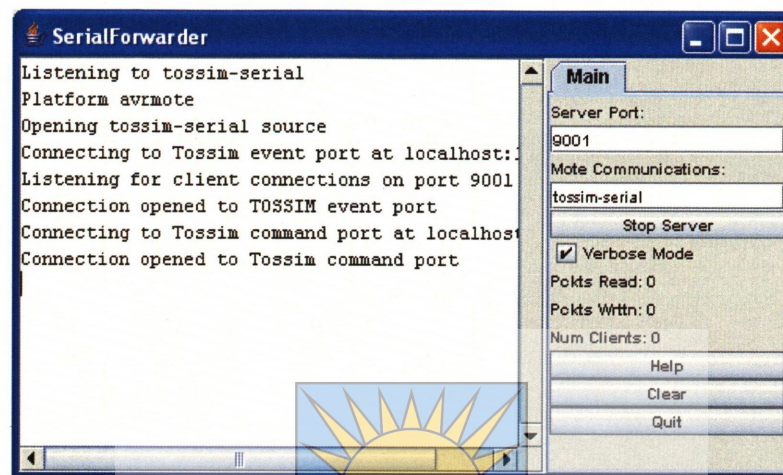 SerialForwarder
Listening to tossim-serial
Platform avrmote
Opening tossim-serial source
Connecting to Tossim event port at localhost:
Listening for client connections on port 9001
Connection opened to TOSSIM event port
Connecting to Tossim command port at localhost
Connection opened to Tossim command port
Main
Server Port:
9001
Mote Communications:
tossim-serial
Stop Server
Verbose Mode
Pckts Read: 0
Pckts Wrttn: 0
Num Clients: 0
Help
Clear
Quit